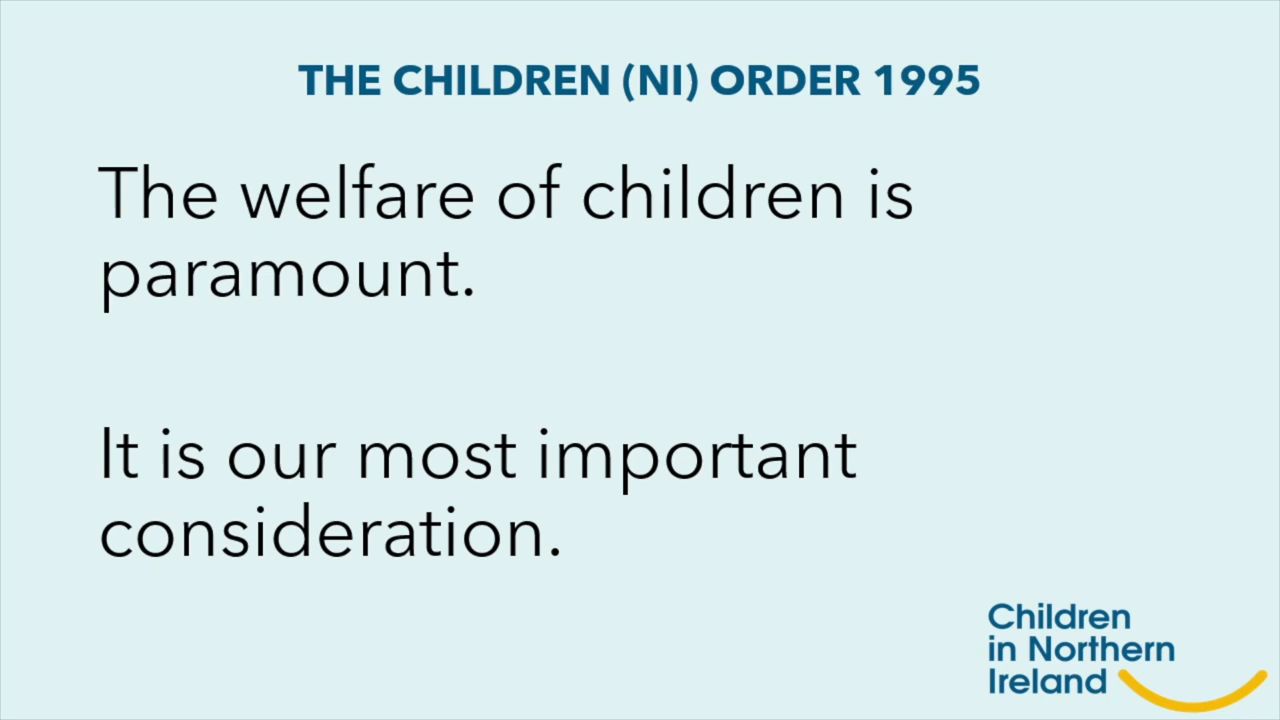 THE CHILDREN (NI) ORDER 1995
The welfare of children is
paramount.
It is our most important
consideration.
Children
in Northern
Ireland